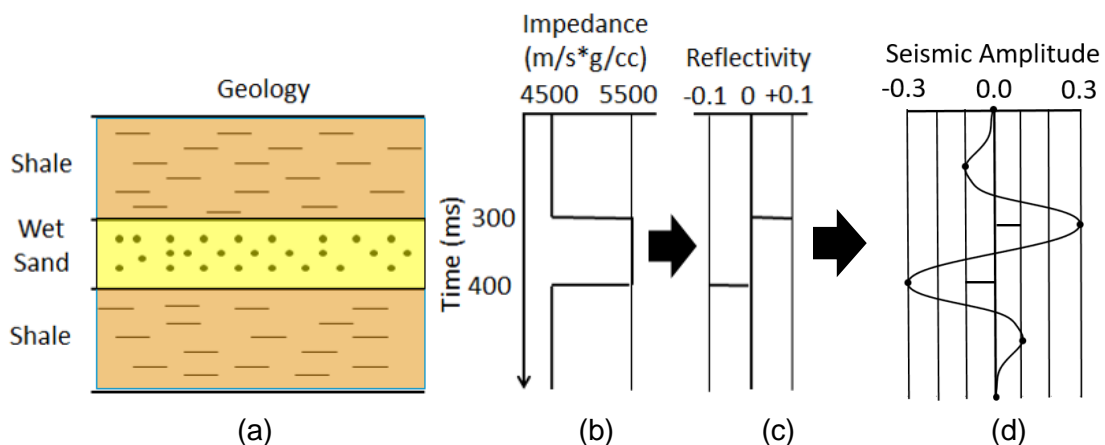 Geology
Shale
Wet
Sand
Shale
(a)
Impedance
(m/s*g/cc)
4500 5500
Time (ms)
300
400
(b)
Reflectivity
-0.1 0 +0.1
(c)
Seismic Amplitude
-0.3 0.0 0.3
(d)